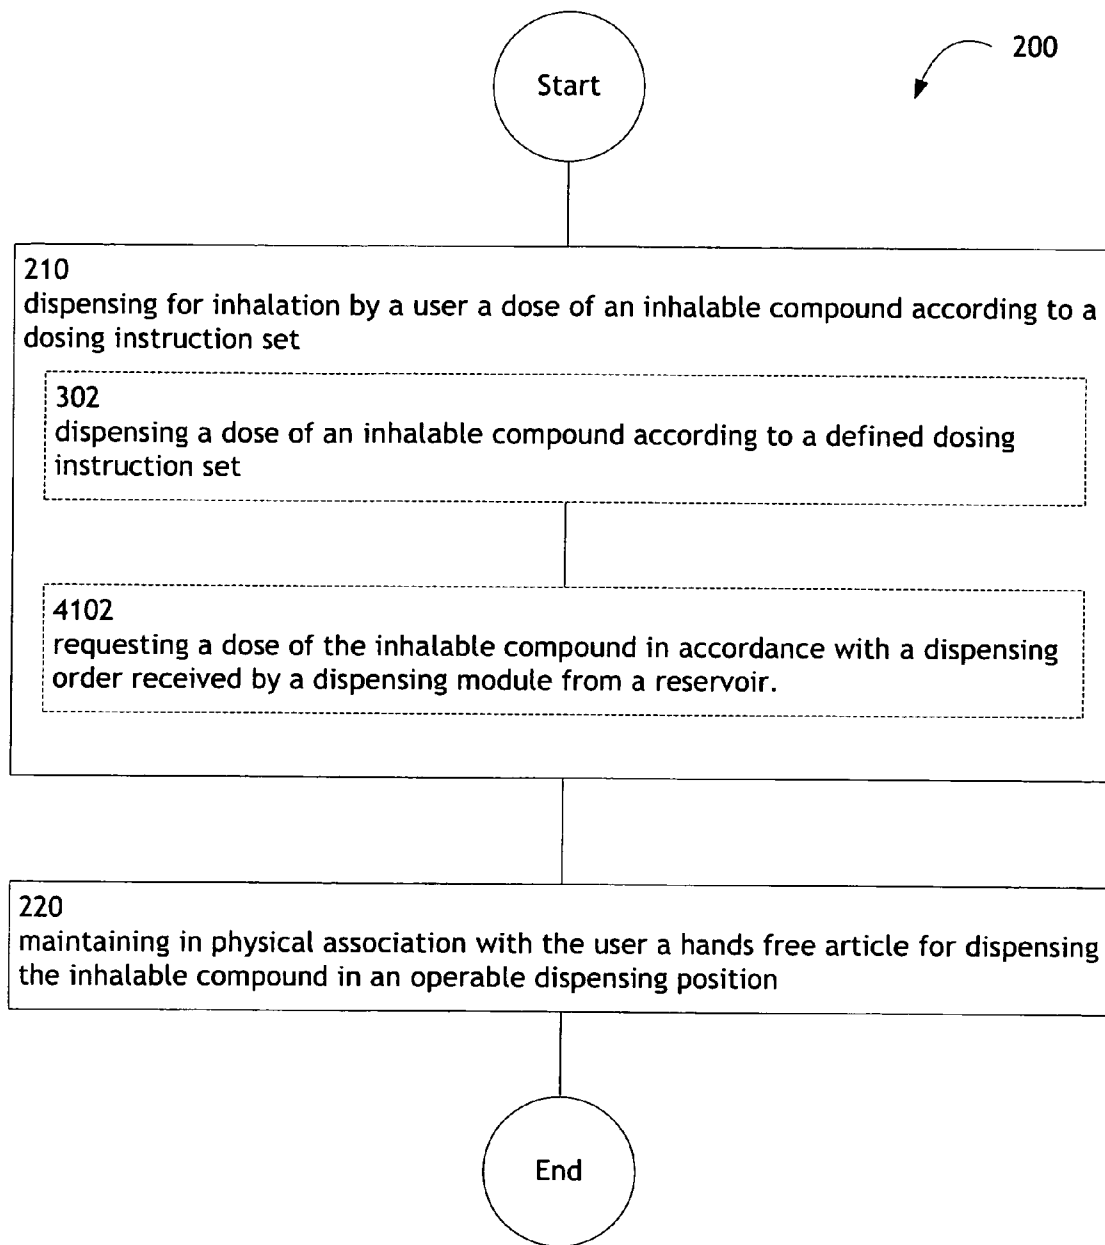 200
Start
210
dispensing for inhalation by a user a dose of an inhalable compound according to a
dosing instruction set
302
dispensing a dose of an inhalable compound according to a defined dosing
instruction set
4102
requesting a dose of the inhalable compound in accordance with a dispensing
order received by a dispensing module from a reservoir.
220
maintaining in physical association with the user a hands free article for dispensing
the inhalable compound in an operable dispensing position
End